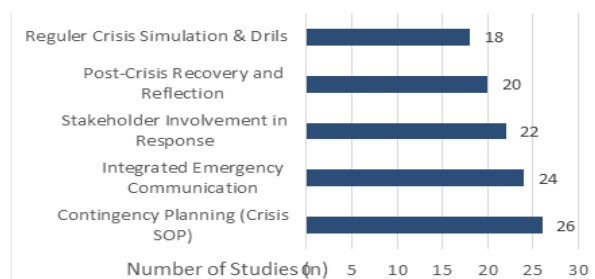 Reguler Crisis Simulation & Drils
18
Post-Crisis Recovery and
Reflection
20
Stakeholder Involvement in
Response
22
Integrated Emergency
Communication
24
Contingency Planning (Crisis
SOP)
26
Number of Studies (n)
0 5 10 15 20 25 30